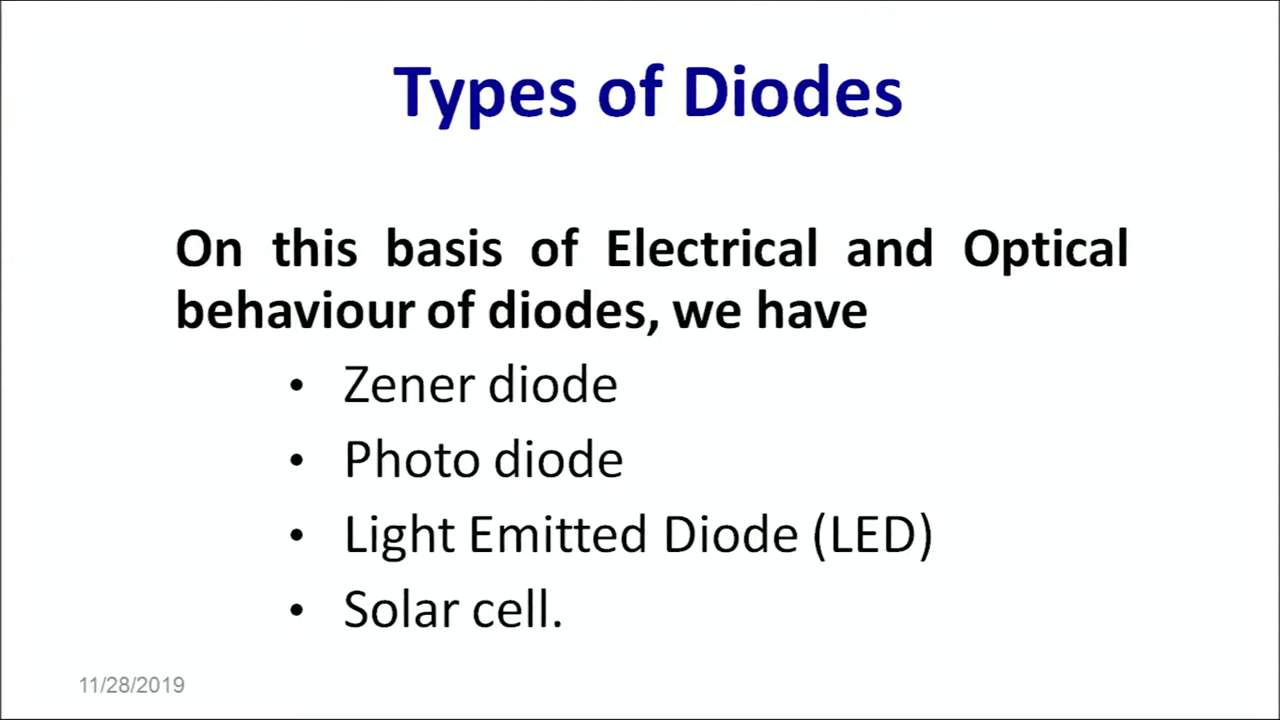 Types of Diodes
On this basis of Electrical and Optical
behaviour of diodes, we have
• Zener diode
• Photo diode
• Light Emitted Diode (LED)
• Solar cell.
11/28/2019